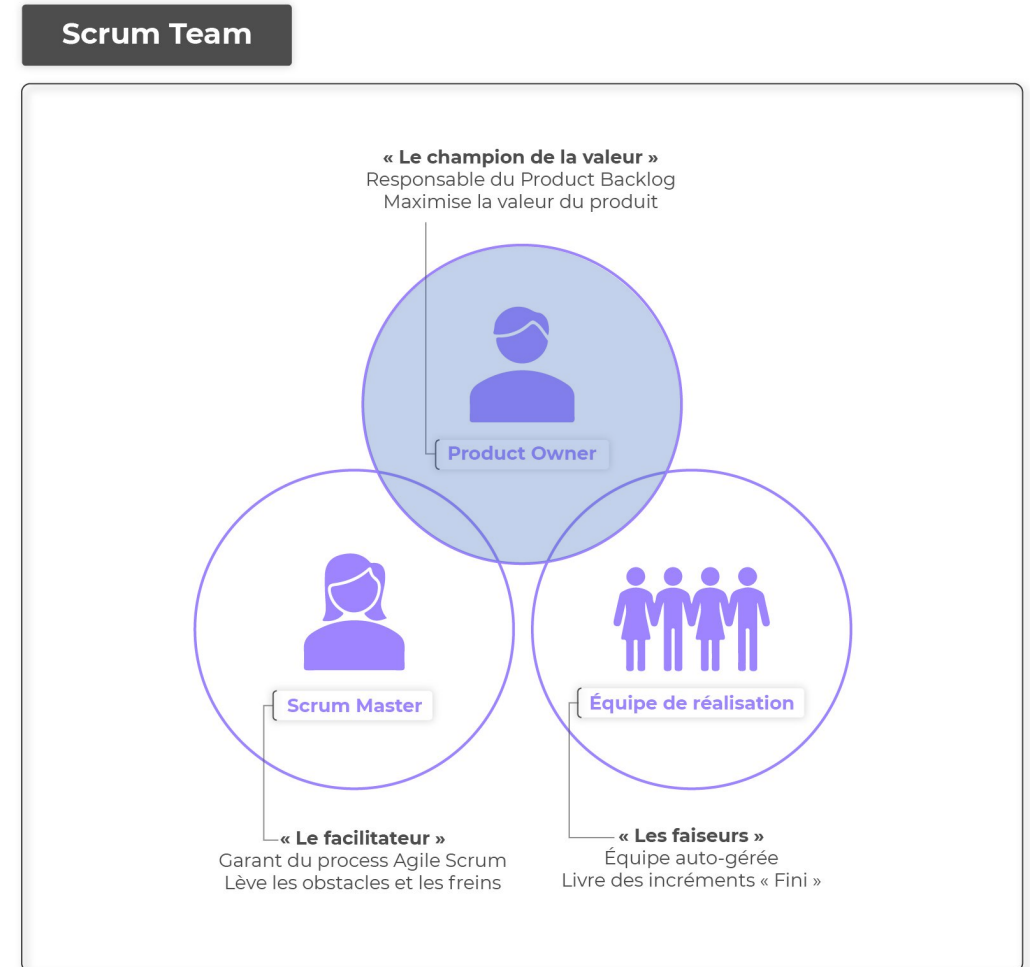 Scrum Team
« Le champion de la valeur »
Responsable du Product Backlog
Maximise la valeur du produit
Product Owner
Scrum Master
Équipe de réalisation
« Le facilitateur »
Garant du process Agile Scrum
Lève les obstacles et les freins
« Les faiseurs »
Équipe auto-gérée
Livre des incréments « Fini »